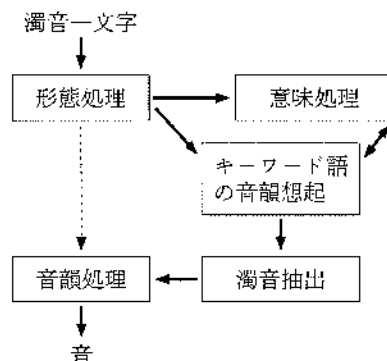 濁音一文字
形態処理
意味処理
キーワード語
の音韻想起
音韻処理
濁音抽出
音